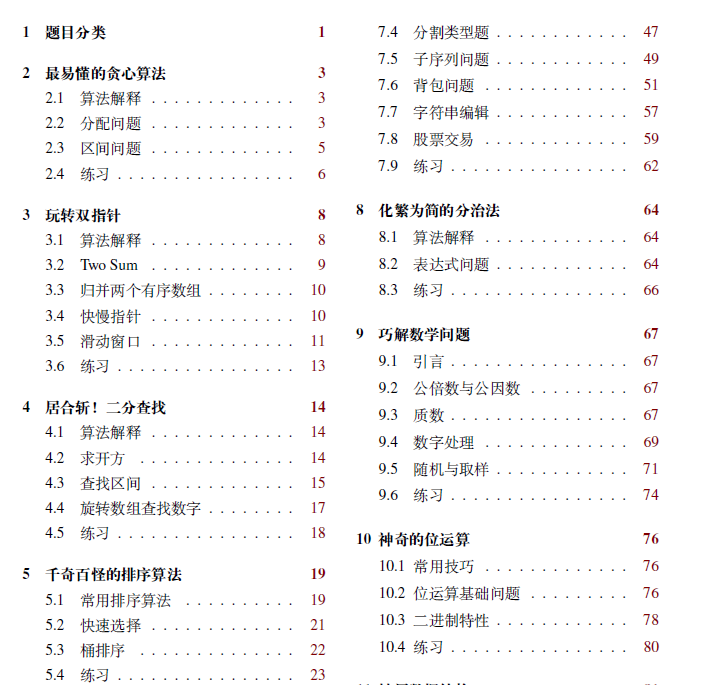 1 题目分类 1
2 最易懂的贪心算法 3
2.1 算法解释 . . . . . . . . . . . . . 3
2.2 分配问题 . . . . . . . . . . . . . 3
2.3 区间问题 . . . . . . . . . . . . . 5
2.4 练习 . . . . . . . . . . . . . . . . 6
3 玩转双指针 8
3.1 算法解释 . . . . . . . . . . . . . 8
3.2 Two Sum . . . . . . . . . . . . . 9
3.3 归并两个有序数组 . . . . . . . . 10
3.4 快慢指针 . . . . . . . . . . . . . 10
3.5 滑动窗口 . . . . . . . . . . . . . 11
3.6 练习 . . . . . . . . . . . . . . . . 13
4 居合斩！二分查找 14
4.1 算法解释 . . . . . . . . . . . . . 14
4.2 求开方 . . . . . . . . . . . . . . 14
4.3 查找区间 . . . . . . . . . . . . . 15
4.4 旋转数组查找数字 . . . . . . . . 17
4.5 练习 . . . . . . . . . . . . . . . . 18
5 千奇百怪的排序算法 19
5.1 常用排序算法 . . . . . . . . . . 19
5.2 快速选择 . . . . . . . . . . . . . 21
5.3 桶排序 . . . . . . . . . . . . . . 22
5.4 练习 . . . . . . . . . . . . . . . . 23
7.4 分割类型题 . . . . . . . . . . . . 47
7.5 子序列问题 . . . . . . . . . . . . 49
7.6 背包问题 . . . . . . . . . . . . . 51
7.7 字符串编辑 . . . . . . . . . . . . 57
7.8 股票交易 . . . . . . . . . . . . . 59
7.9 练习 . . . . . . . . . . . . . . . . 62
8 化繁为简的分治法 64
8.1 算法解释 . . . . . . . . . . . . . 64
8.2 表达式问题 . . . . . . . . . . . . 64
8.3 练习 . . . . . . . . . . . . . . . . 66
9 巧解数学问题 67
9.1 引言 . . . . . . . . . . . . . . . . 67
9.2 公倍数与公因数 . . . . . . . . . 67
9.3 质数 . . . . . . . . . . . . . . . . 67
9.4 数字处理 . . . . . . . . . . . . . 69
9.5 随机与取样 . . . . . . . . . . . . 71
9.6 练习 . . . . . . . . . . . . . . . . 74
10 神奇的位运算 76
10.1 常用技巧 . . . . . . . . . . . . . 76
10.2 位运算基础问题 . . . . . . . . . 76
10.3 二进制特性 . . . . . . . . . . . . 78
10.4 练习 . . . . . . . . . . . . . . . . 80